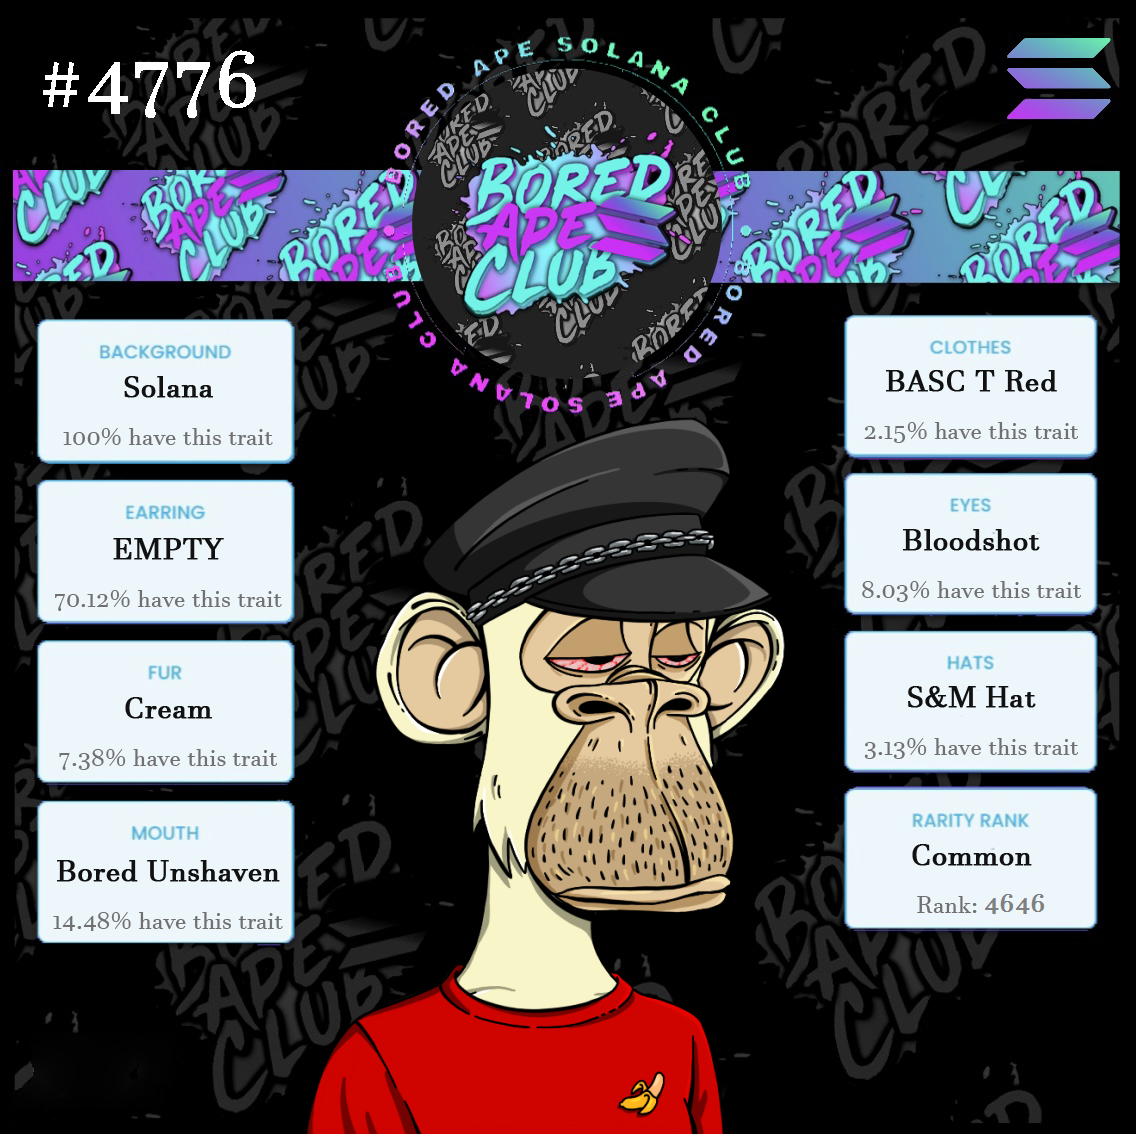 #4776
BORED APE SOLANA CLUB
BORED APE SOLANA CLUB
BORED
APE
CLUB
BACKGROUND
Solana
100% have this trait
EARRING
EMPTY
70.12% have this trait
FUR
Cream
7.38% have this trait
MOUTH
Bored Unshaven
14.48% have this trait
CLOTHES
BASC T Red
2.15% have this trait
EYES
Bloodshot
8.03% have this trait
HATS
S&M Hat
3.13% have this trait
RARITY RANK
Common
Rank: 4646